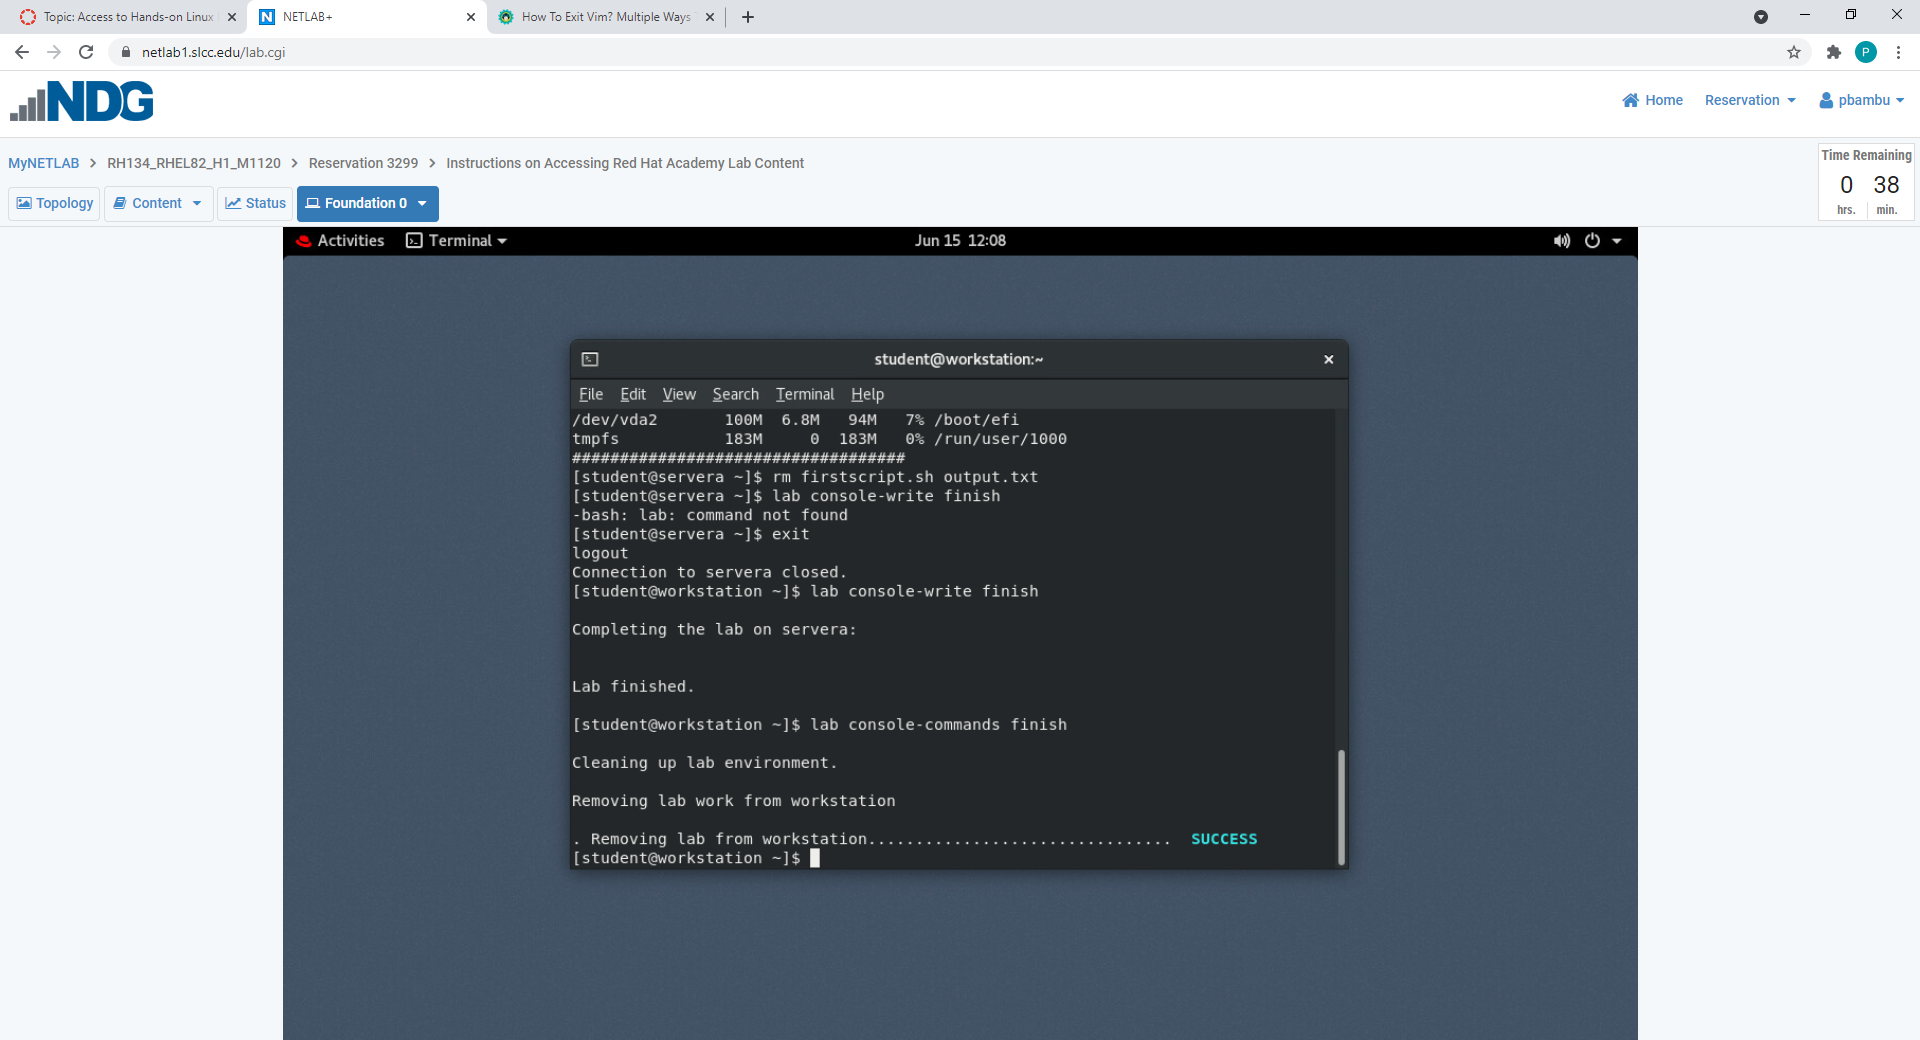 Topic: Access to Hands-on Linux
NETLAB+
How To Exit Vim? Multiple Ways
netlab1.slcc.edu/lab.cgi
P
NDG
Home
Reservation
pbambu
MyNETLAB > RH134_RHEL82_H1_M1120 > Reservation 3299 > Instructions on Accessing Red Hat Academy Lab Content
Time Remaining
0 38
hrs. min.
Topology
Content
Status
Foundation 0
Activities
Terminal
Jun 15 12:08
student@workstation:~
File Edit View Search Terminal Help
/dev/vda2 100M 6.8M 94M 7% /boot/efi
tmpfs 183M 0 183M 0% /run/user/1000
###################################
[student@servera ~]$ rm firstscript.sh output.txt
[student@servera ~]$ lab console-write finish
-bash: lab: command not found
[student@servera ~]$ exit
logout
Connection to servera closed.
[student@workstation ~]$ lab console-write finish
Completing the lab on servera:
Lab finished.
[student@workstation ~]$ lab console-commands finish
Cleaning up lab environment.
Removing lab work from workstation
. Removing lab from workstation................................ SUCCESS
[student@workstation ~]$